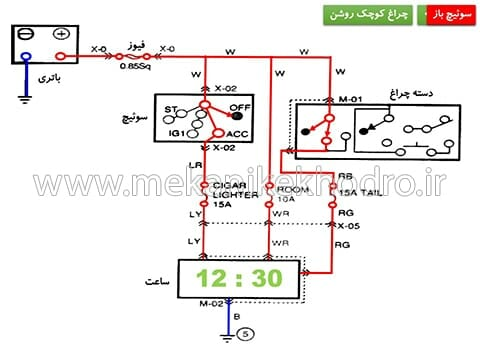 سوئیچ باز
چراغ کوچک روشن
X-0
فیوز
X-0
0.85Sq
باتری
W
W
W
W
W
W
X-02
M-01
دسته چراغ
ST
OFF
سوئیچ
IG1
ACC
X-02
LR
RB
www.mekanikekhodro.ir
CIGAR
LIGHTER
15A
ROOM
10A
15A TAIL
LY
WR
RG
X-05
LY
WR
RG
ساعت
12 : 30
M-02
B
5